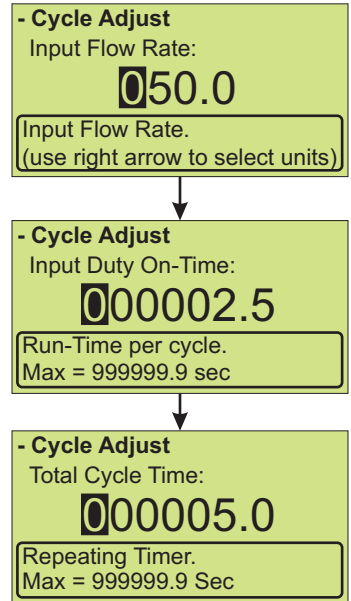 - Cycle Adjust
Input Flow Rate:
050.0
Input Flow Rate.
(use right arrow to select units)
- Cycle Adjust
Input Duty On-Time:
000002.5
Run-Time per cycle.
Max = 999999.9 sec
- Cycle Adjust
Total Cycle Time:
000005.0
Repeating Timer.
Max = 999999.9 Sec